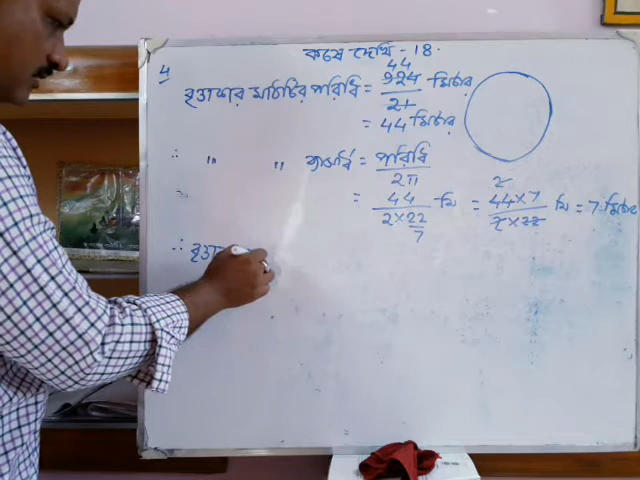 কষে দেখি - 18.
4 বৃত্তাকার মাঠটির পরিধি = 924/21 মিটার
44
= 44 মিটার
∴ " " ব্যাসার্ধ = পরিধি/2π
= 44/(2×22/7) মি = (44×7)/(2×22) মি = 7 মিটার
2
∴ বৃত্তা